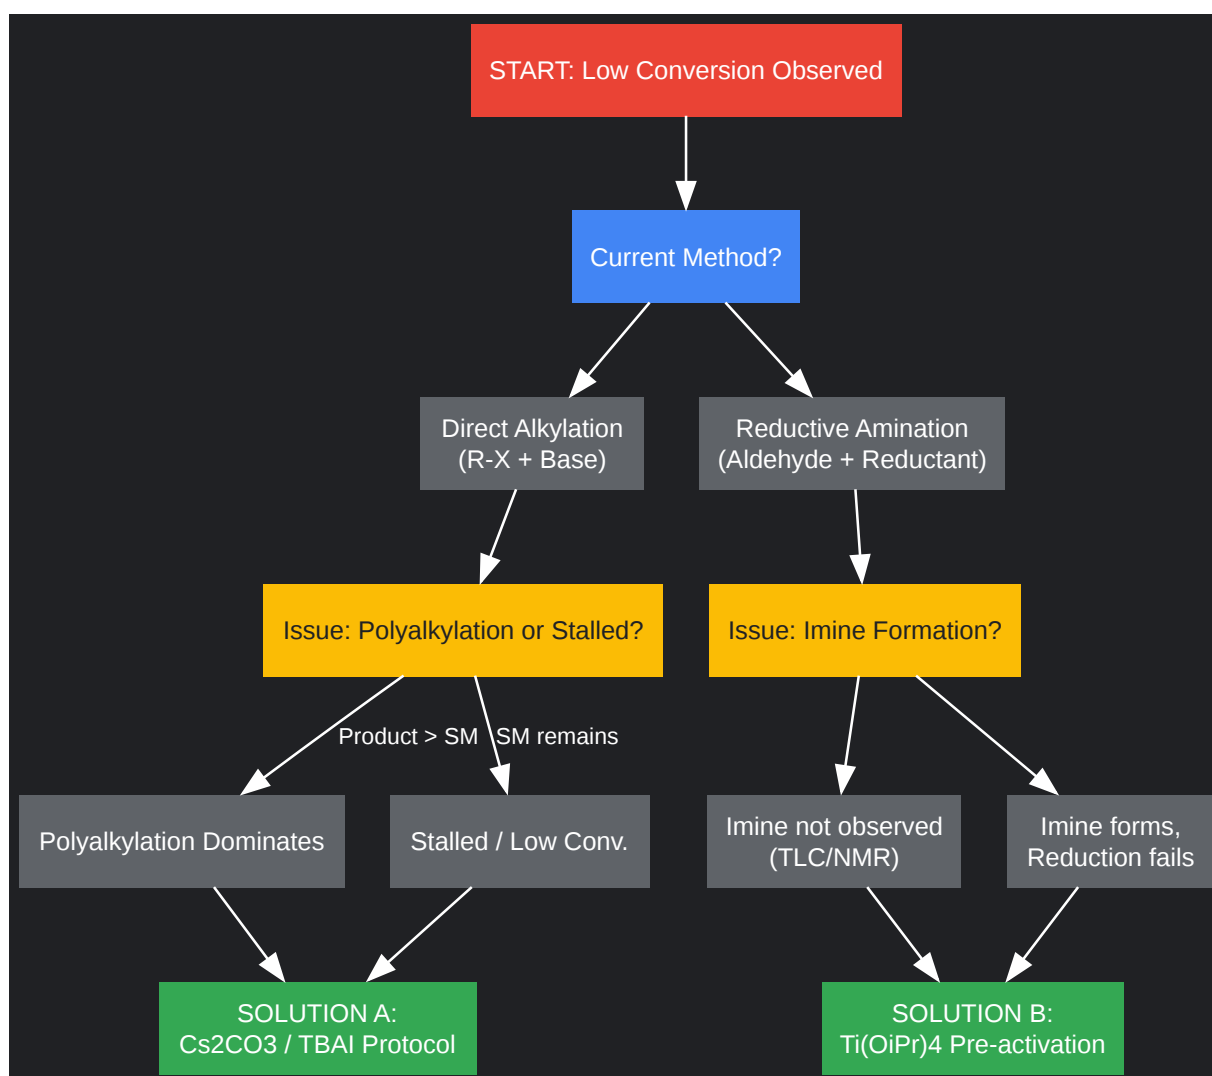 START: Low Conversion Observed
Current Method?
Direct Alkylation
(R-X + Base)
Reductive Amination
(Aldehyde + Reductant)
Issue: Polyalkylation or Stalled?
Issue: Imine Formation?
Product > SM
SM remains
Polyalkylation Dominates
Stalled / Low Conv.
Imine not observed
(TLC/NMR)
Imine forms,
Reduction fails
SOLUTION A:
Cs2CO3 / TBAI Protocol
SOLUTION B:
Ti(OiPr)4 Pre-activation